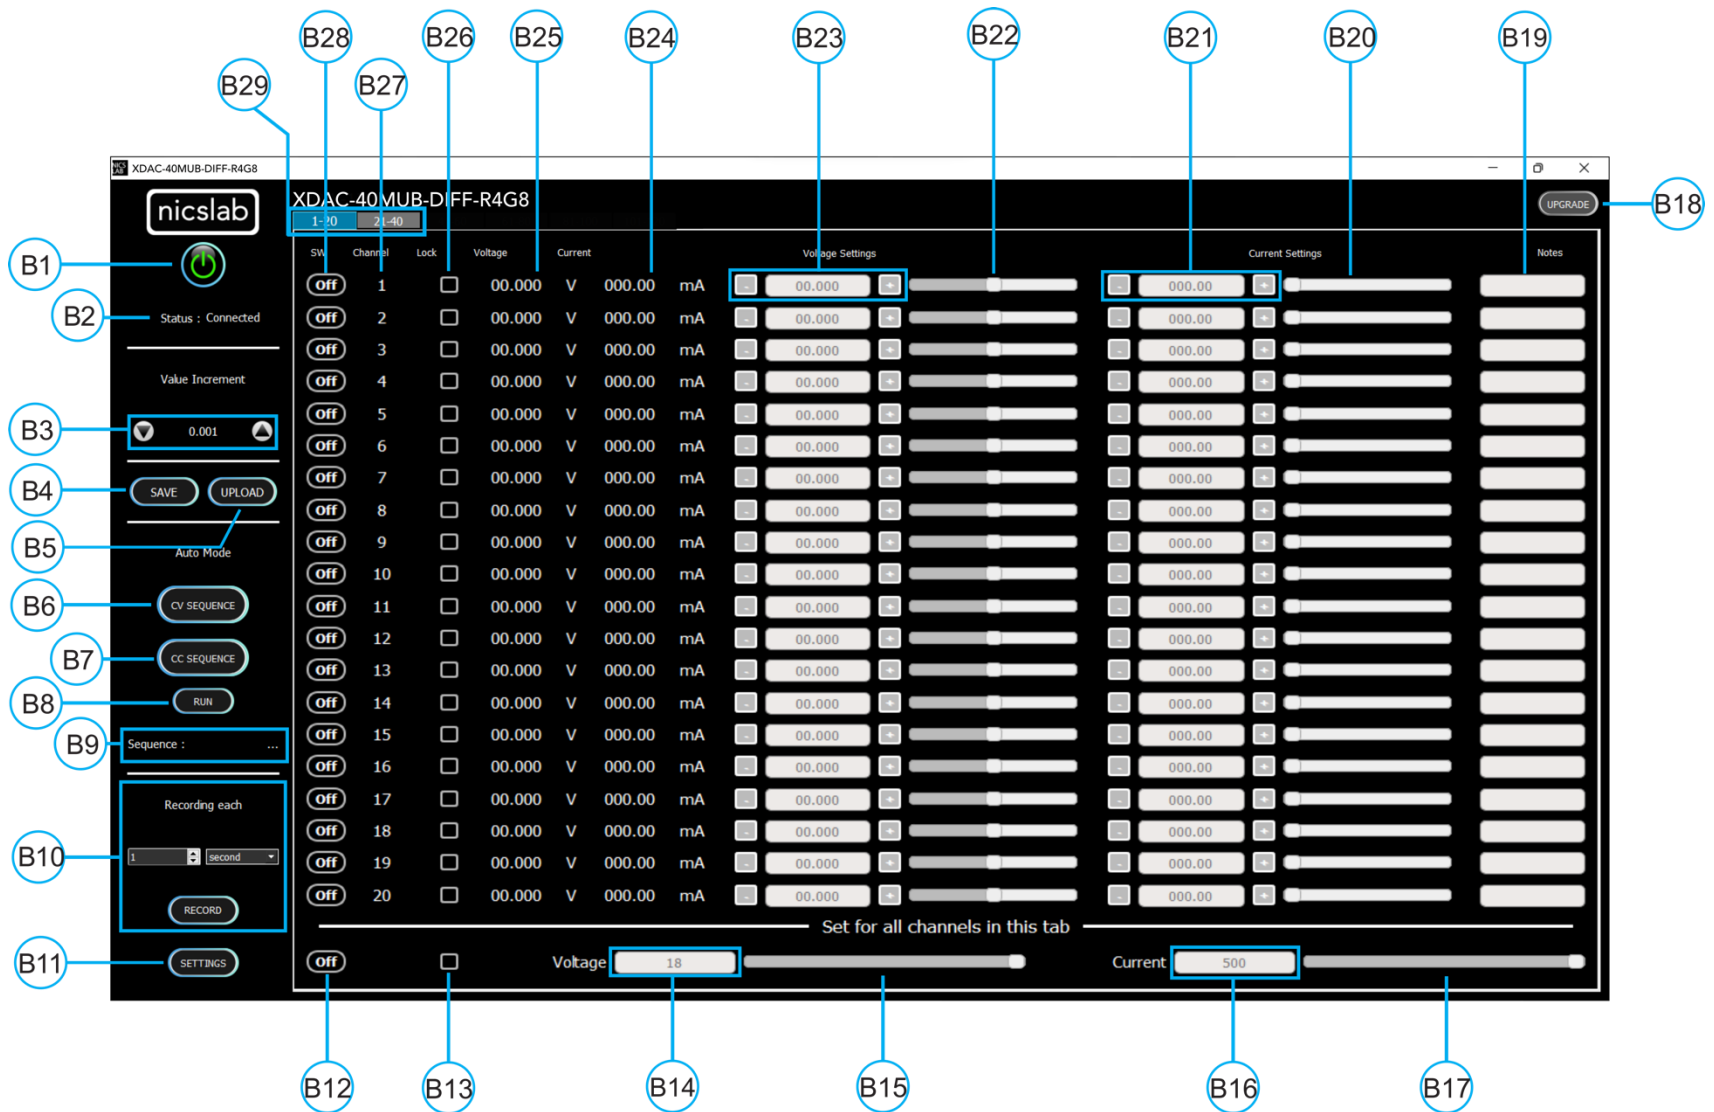 B28 B26 B25 B24 B23 B22 B21 B20 B19
B29 B27
NICS LAB XDAC-40MUB-DIFF-R4G8
nicslab
XDAC-40MUB-DIFF-R4G8
UPGRADE B18
1-20 21-40
B1
SW Channel Lock Voltage Current Voltage Settings Current Settings Notes
Off 1 00.000 V 000.00 mA - 00.000 + - 000.00 +
B2 Status : Connected
Off 2 00.000 V 000.00 mA - 00.000 + - 000.00 +
Off 3 00.000 V 000.00 mA - 00.000 + - 000.00 +
Value Increment
Off 4 00.000 V 000.00 mA - 00.000 + - 000.00 +
Off 5 00.000 V 000.00 mA - 00.000 + - 000.00 +
B3 0.001
Off 6 00.000 V 000.00 mA - 00.000 + - 000.00 +
Off 7 00.000 V 000.00 mA - 00.000 + - 000.00 +
B4 SAVE UPLOAD
Off 8 00.000 V 000.00 mA - 00.000 + - 000.00 +
B5
Auto Mode
Off 9 00.000 V 000.00 mA - 00.000 + - 000.00 +
Off 10 00.000 V 000.00 mA - 00.000 + - 000.00 +
B6 CV SEQUENCE
Off 11 00.000 V 000.00 mA - 00.000 + - 000.00 +
Off 12 00.000 V 000.00 mA - 00.000 + - 000.00 +
B7 CC SEQUENCE
Off 13 00.000 V 000.00 mA - 00.000 + - 000.00 +
B8 RUN
Off 14 00.000 V 000.00 mA - 00.000 + - 000.00 +
B9 Sequence : ...
Off 15 00.000 V 000.00 mA - 00.000 + - 000.00 +
Off 16 00.000 V 000.00 mA - 00.000 + - 000.00 +
Recording each
Off 17 00.000 V 000.00 mA - 00.000 + - 000.00 +
Off 18 00.000 V 000.00 mA - 00.000 + - 000.00 +
B10 1 second
Off 19 00.000 V 000.00 mA - 00.000 + - 000.00 +
Off 20 00.000 V 000.00 mA - 00.000 + - 000.00 +
RECORD
Set for all channels in this tab
B11 SETTINGS
Off Voltage 18 Current 500
B12 B13 B14 B15 B16 B17